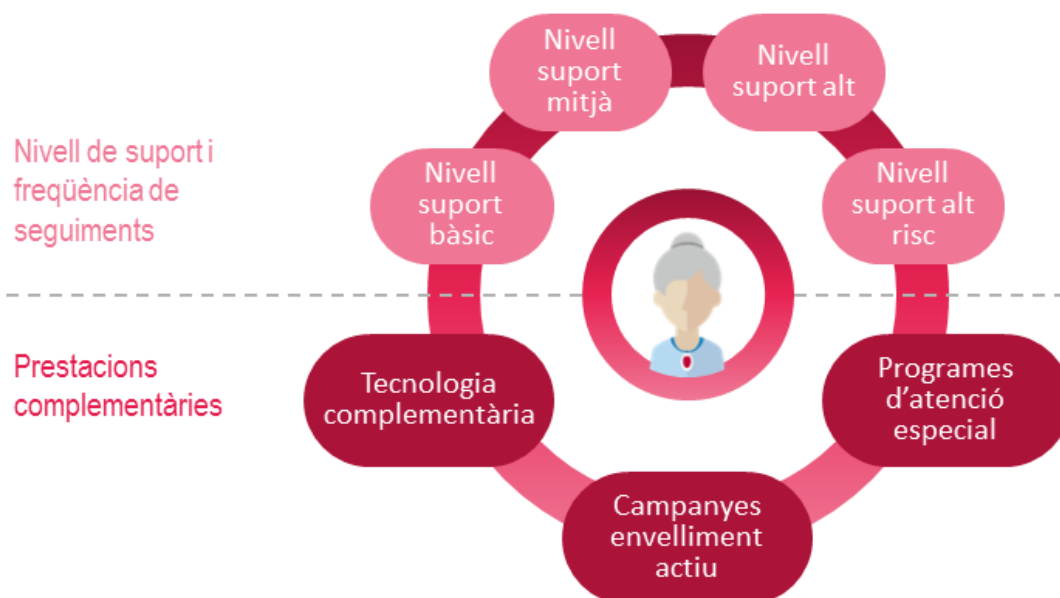 Nivell de suport i
freqüència de
seguiments
Nivell
suport
bàsic
Nivell
suport
mitjà
Nivell
suport alt
Nivell
suport alt
risc
Prestacions
complementàries
Tecnologia
complementària
Campanyes
envelliment
actiu
Programes
d’atenció
especial